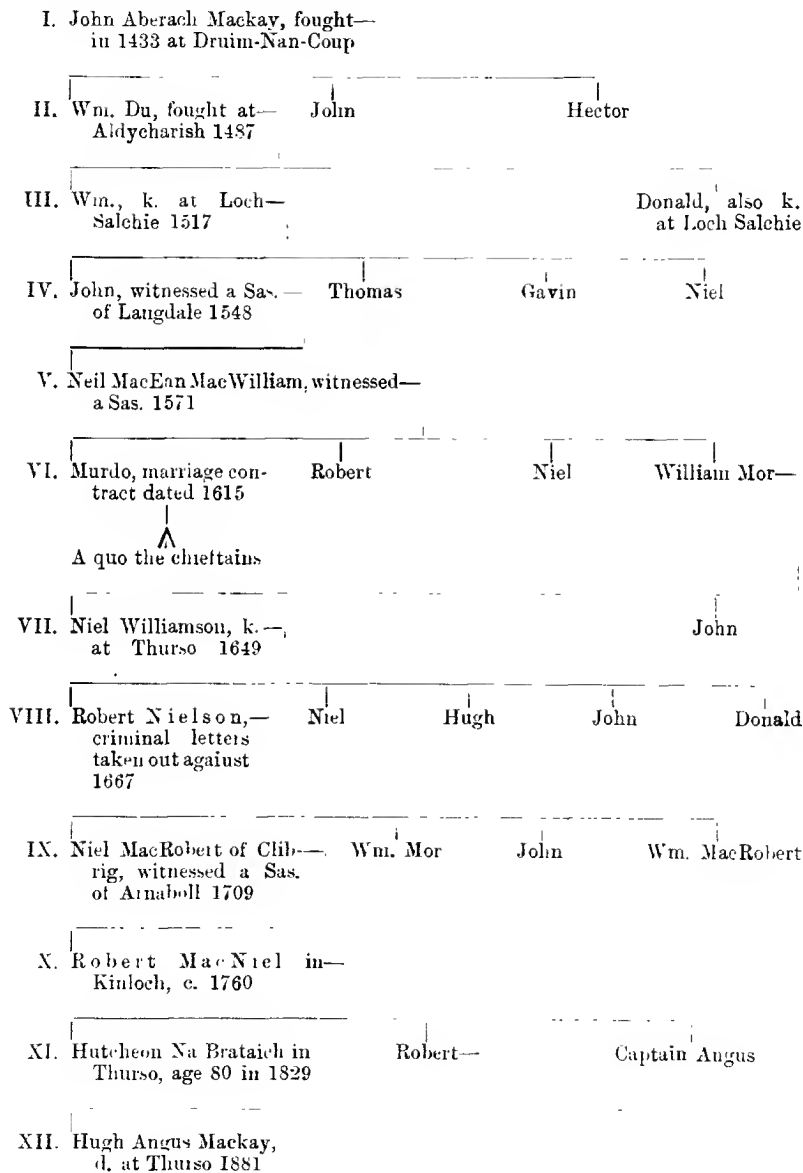 I. John Aberach Mackay, fought—
in 1433 at Druim-Nan-Coup
II. Wm. Du, fought at— John Hector
Aldycharish 1487
III. Wm., k. at Loch— Donald, also k.
Salchie 1517 at Loch Salchie
IV. John, witnessed a Sas.— Thomas Gavin Niel
of Langdale 1548
V. Neil MacEan MacWilliam, witnessed—
a Sas. 1571
VI. Murdo, marriage con- Robert Niel William Mor—
tract dated 1615
A quo the chieftains
VII. Niel Williamson, k.— John
at Thurso 1649
VIII. Robert Nielson,— Niel Hugh John Donald
criminal letters
taken out against
1667
IX. Niel MacRobert of Clib— Wm. Mor John Wm. MacRobert
rig, witnessed a Sas.
of Arnaboll 1709
X. Robert MacNiel in—
Kinloch, c. 1760
XI. Hutcheon Na Brataich in Robert— Captain Angus
Thurso, age 80 in 1829
XII. Hugh Angus Mackay,
d. at Thurso 1881